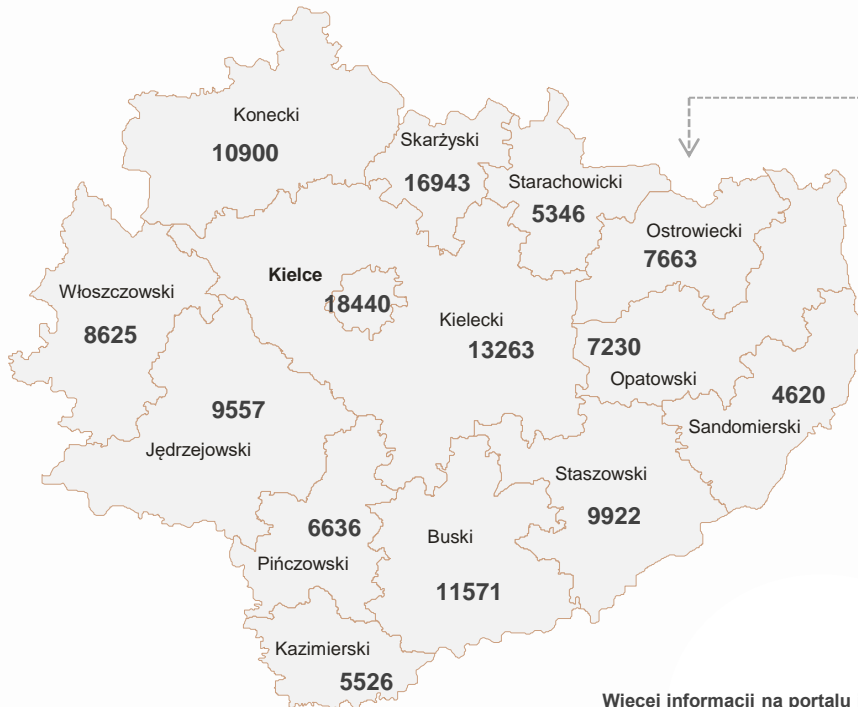 Konecki
10900
Skarżyski
16943
Starachowicki
5346
Ostrowiecki
7663
Włoszczowski
8625
Kielce
18440
Kielecki
13263
7230
Opatowski
4620
Sandomierski
9557
Jędrzejowski
Staszowski
9922
6636
Pińczowski
Buski
11571
Kazimierski
5526
Więcej informacji na portalu